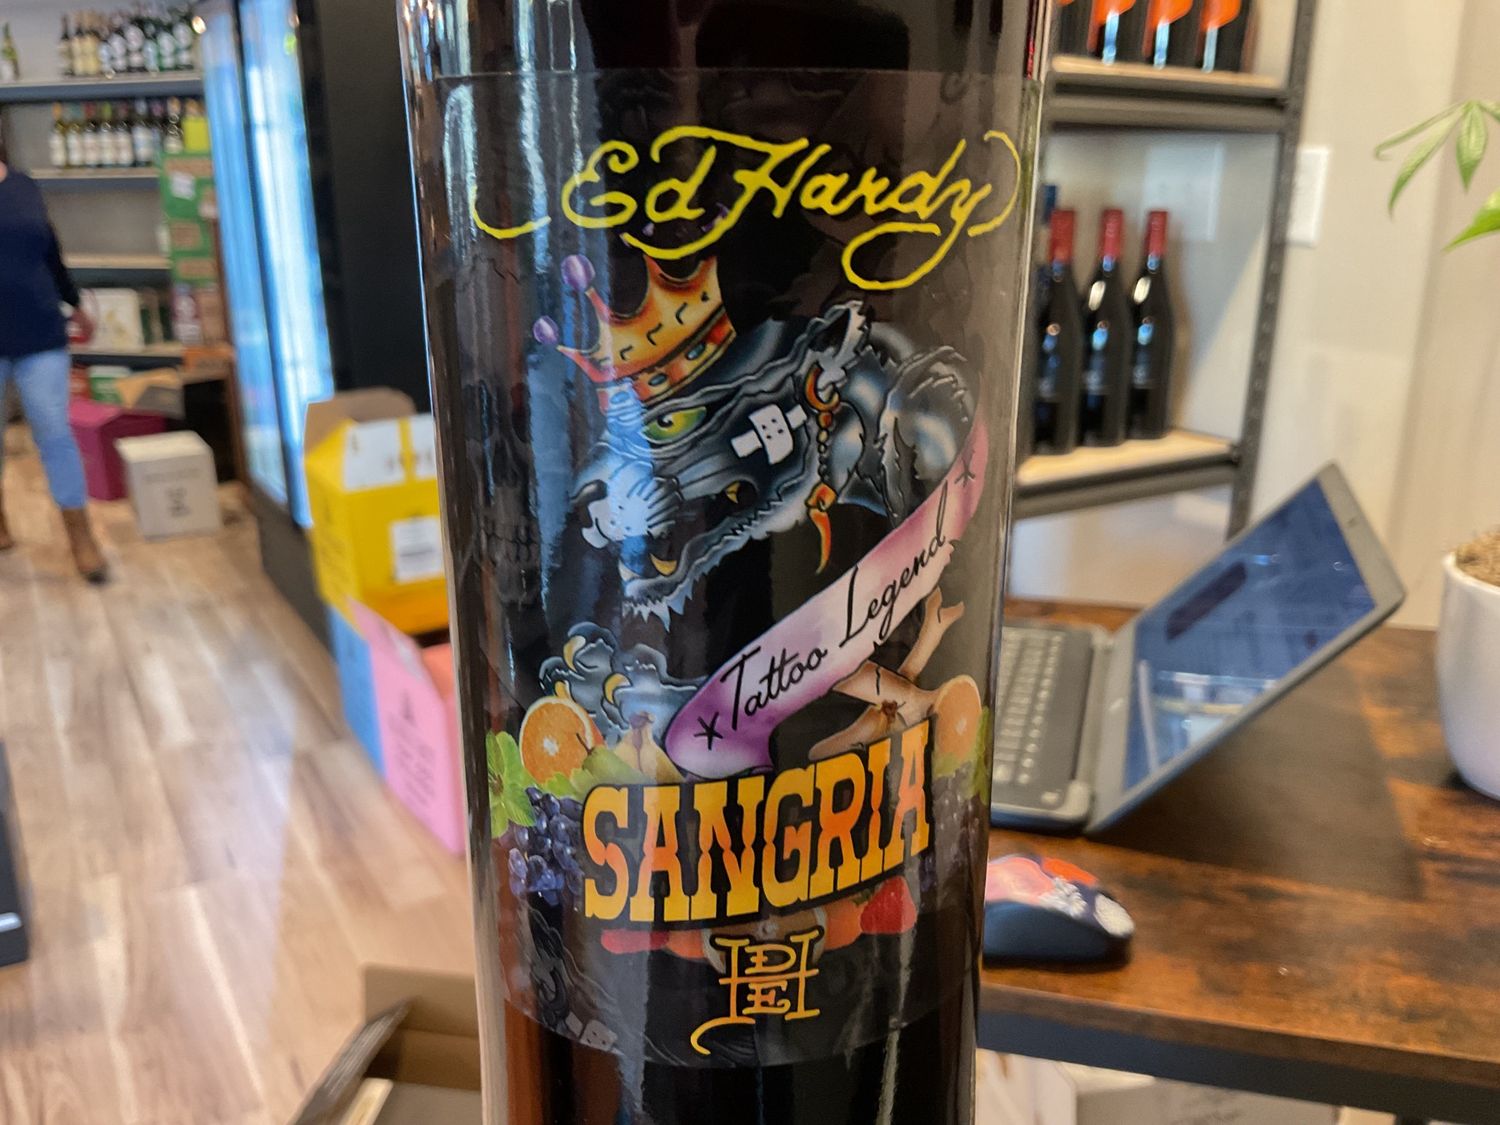 Ed Hardy
* Tattoo Legend *
SANGRIA
EDH